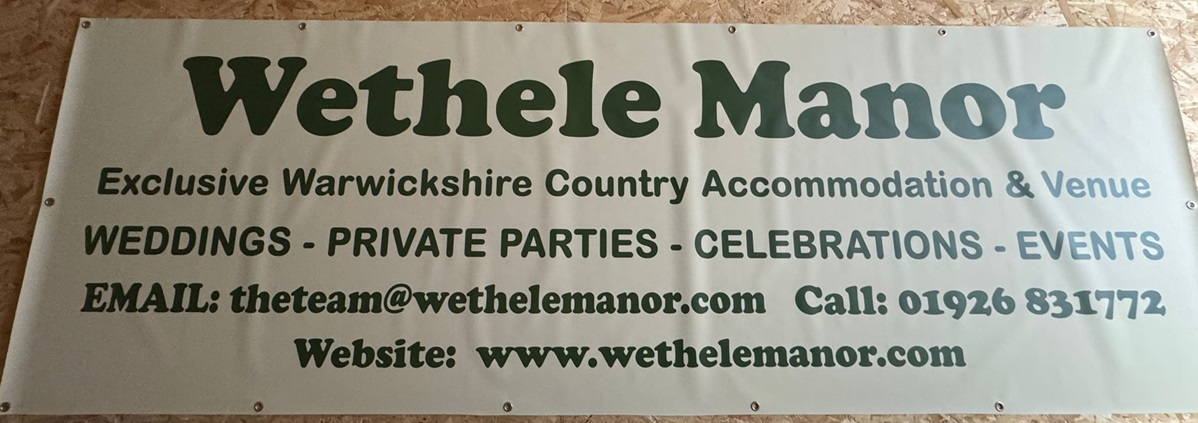 Wethele Manor
Exclusive Warwickshire Country Accommodation & Venue
WEDDINGS - PRIVATE PARTIES - CELEBRATIONS - EVENTS
EMAIL: theteam@wethelemanor.com Call: 01926 831772
Website: www.wethelemanor.com